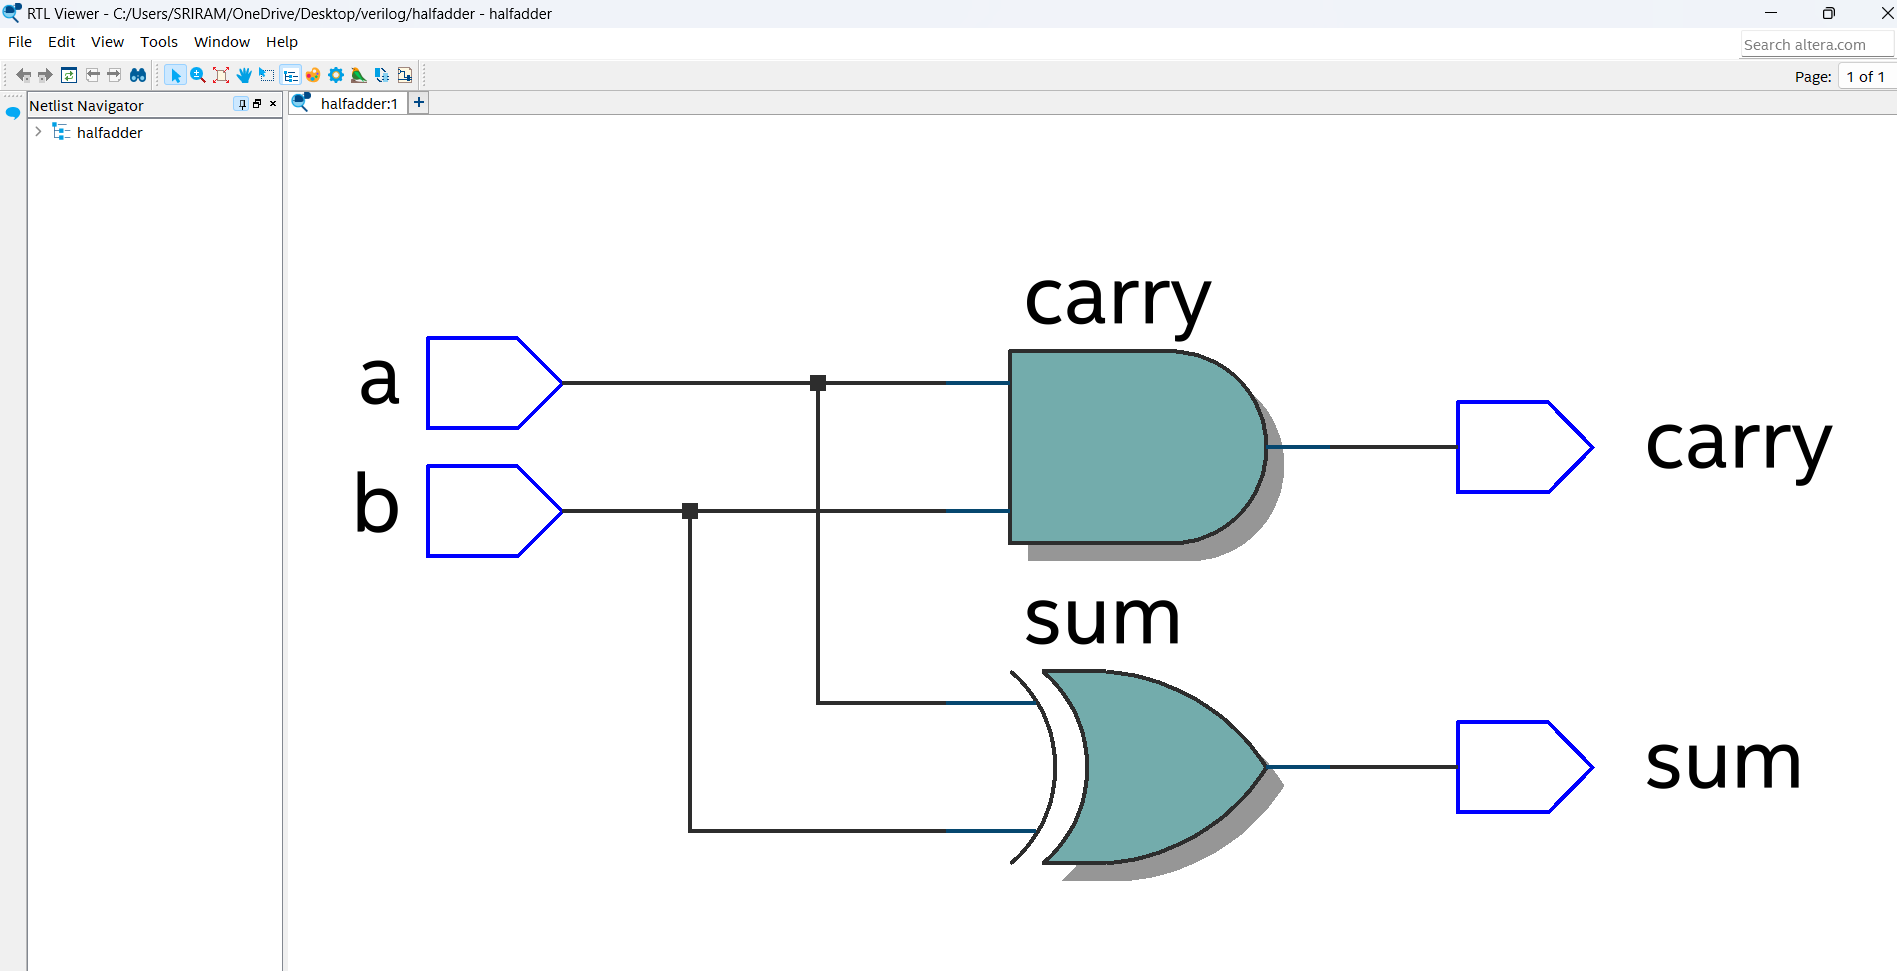 RTL Viewer - C:/Users/SRIRAM/OneDrive/Desktop/verilog/halfadder - halfadder
File Edit View Tools Window Help
Search altera.com
Page: 1 of 1
Netlist Navigator
halfadder:1
halfadder
carry
a
carry
b
sum
sum